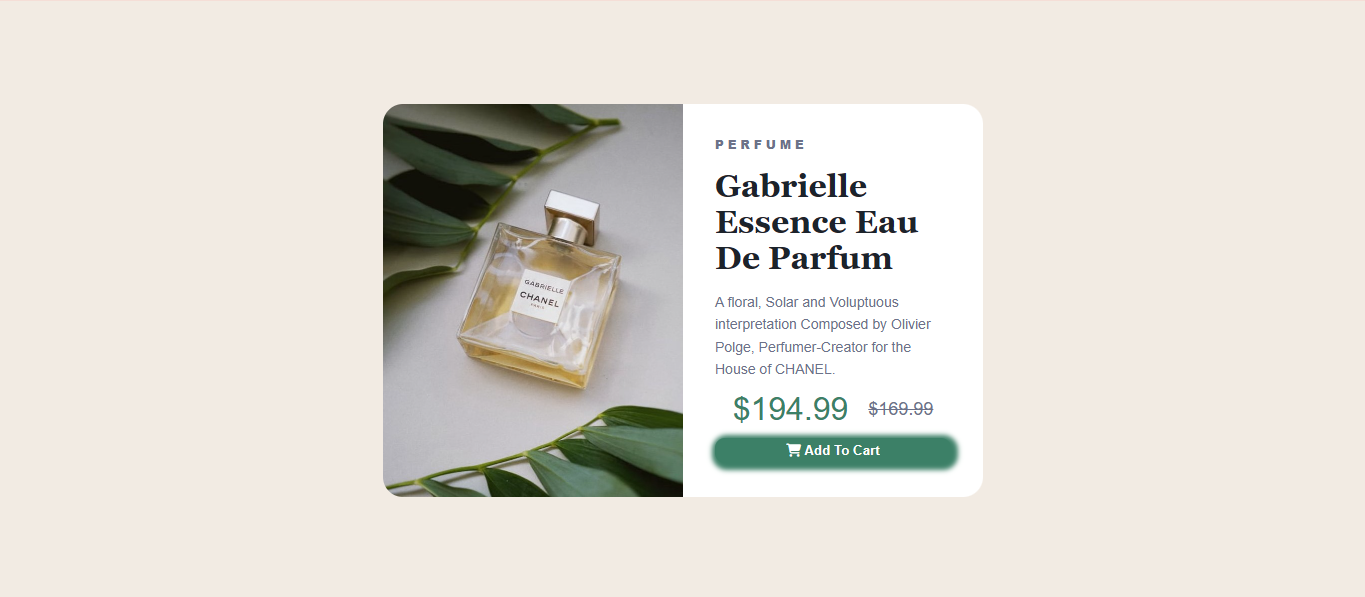 PERFUME
Gabrielle
Essence Eau
De Parfum
A floral, Solar and Voluptuous
interpretation Composed by Olivier
Polge, Perfumer-Creator for the
House of CHANEL.
$194.99 $169.99
Add To Cart
GABRIELLE
CHANEL
PARIS